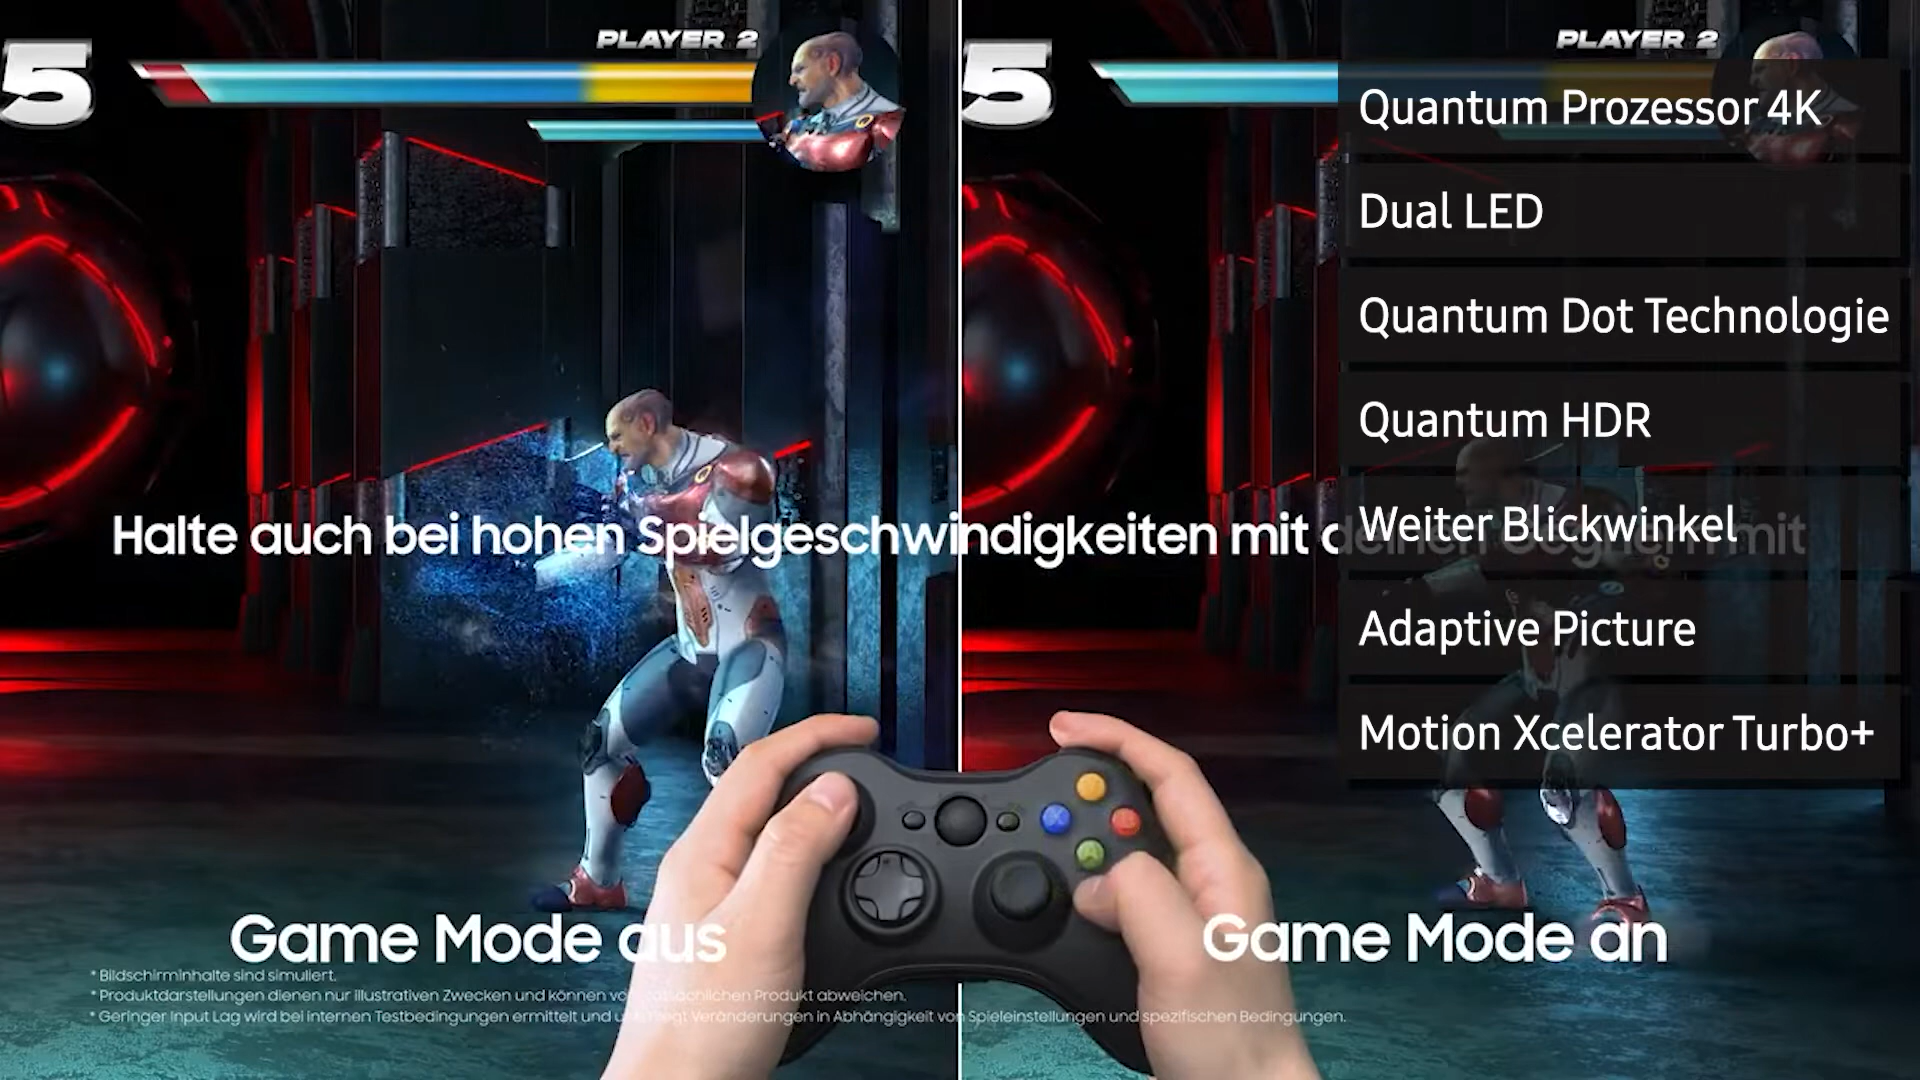 PLAYER 2
5
PLAYER 2
5
Quantum Prozessor 4K
Dual LED
Quantum Dot Technologie
Quantum HDR
Weiter Blickwinkel
Adaptive Picture
Motion Xcelerator Turbo+
Halte auch bei hohen Spielgeschwindigkeiten mit deinen Gegnern mit
Game Mode aus
Game Mode an
* Bildschirminhalte sind simuliert.
* Produktdarstellungen dienen nur illustrativen Zwecken und können vom tatsächlichen Produkt abweichen.
* Geringer Input Lag wird bei internen Testbedingungen ermittelt und unterliegt Veränderungen in Abhängigkeit von Spieleinstellungen und spezifischen Bedingungen.